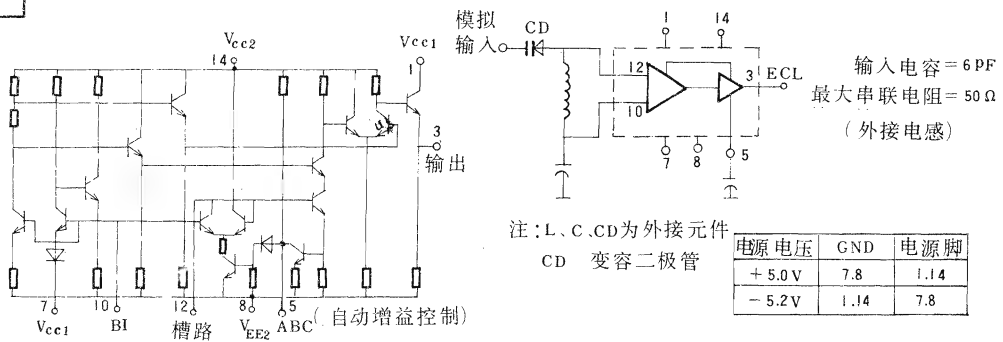 Vcc2
14
Vcc1
1
3
输出
7
Vcc1
10
BI
12
槽路
8
VEE2
5
ABC
(自动增益控制)
模拟
输入
CD
1
14
12
10
3
ECL
7
8
5
输入电容=6PF
最大串联电阻=50Ω
(外接电感)
注:L、C、CD为外接元件
CD 变容二极管
电源电压 GND 电源脚
+5.0V 7.8 1.14
-5.2V 1.14 7.8